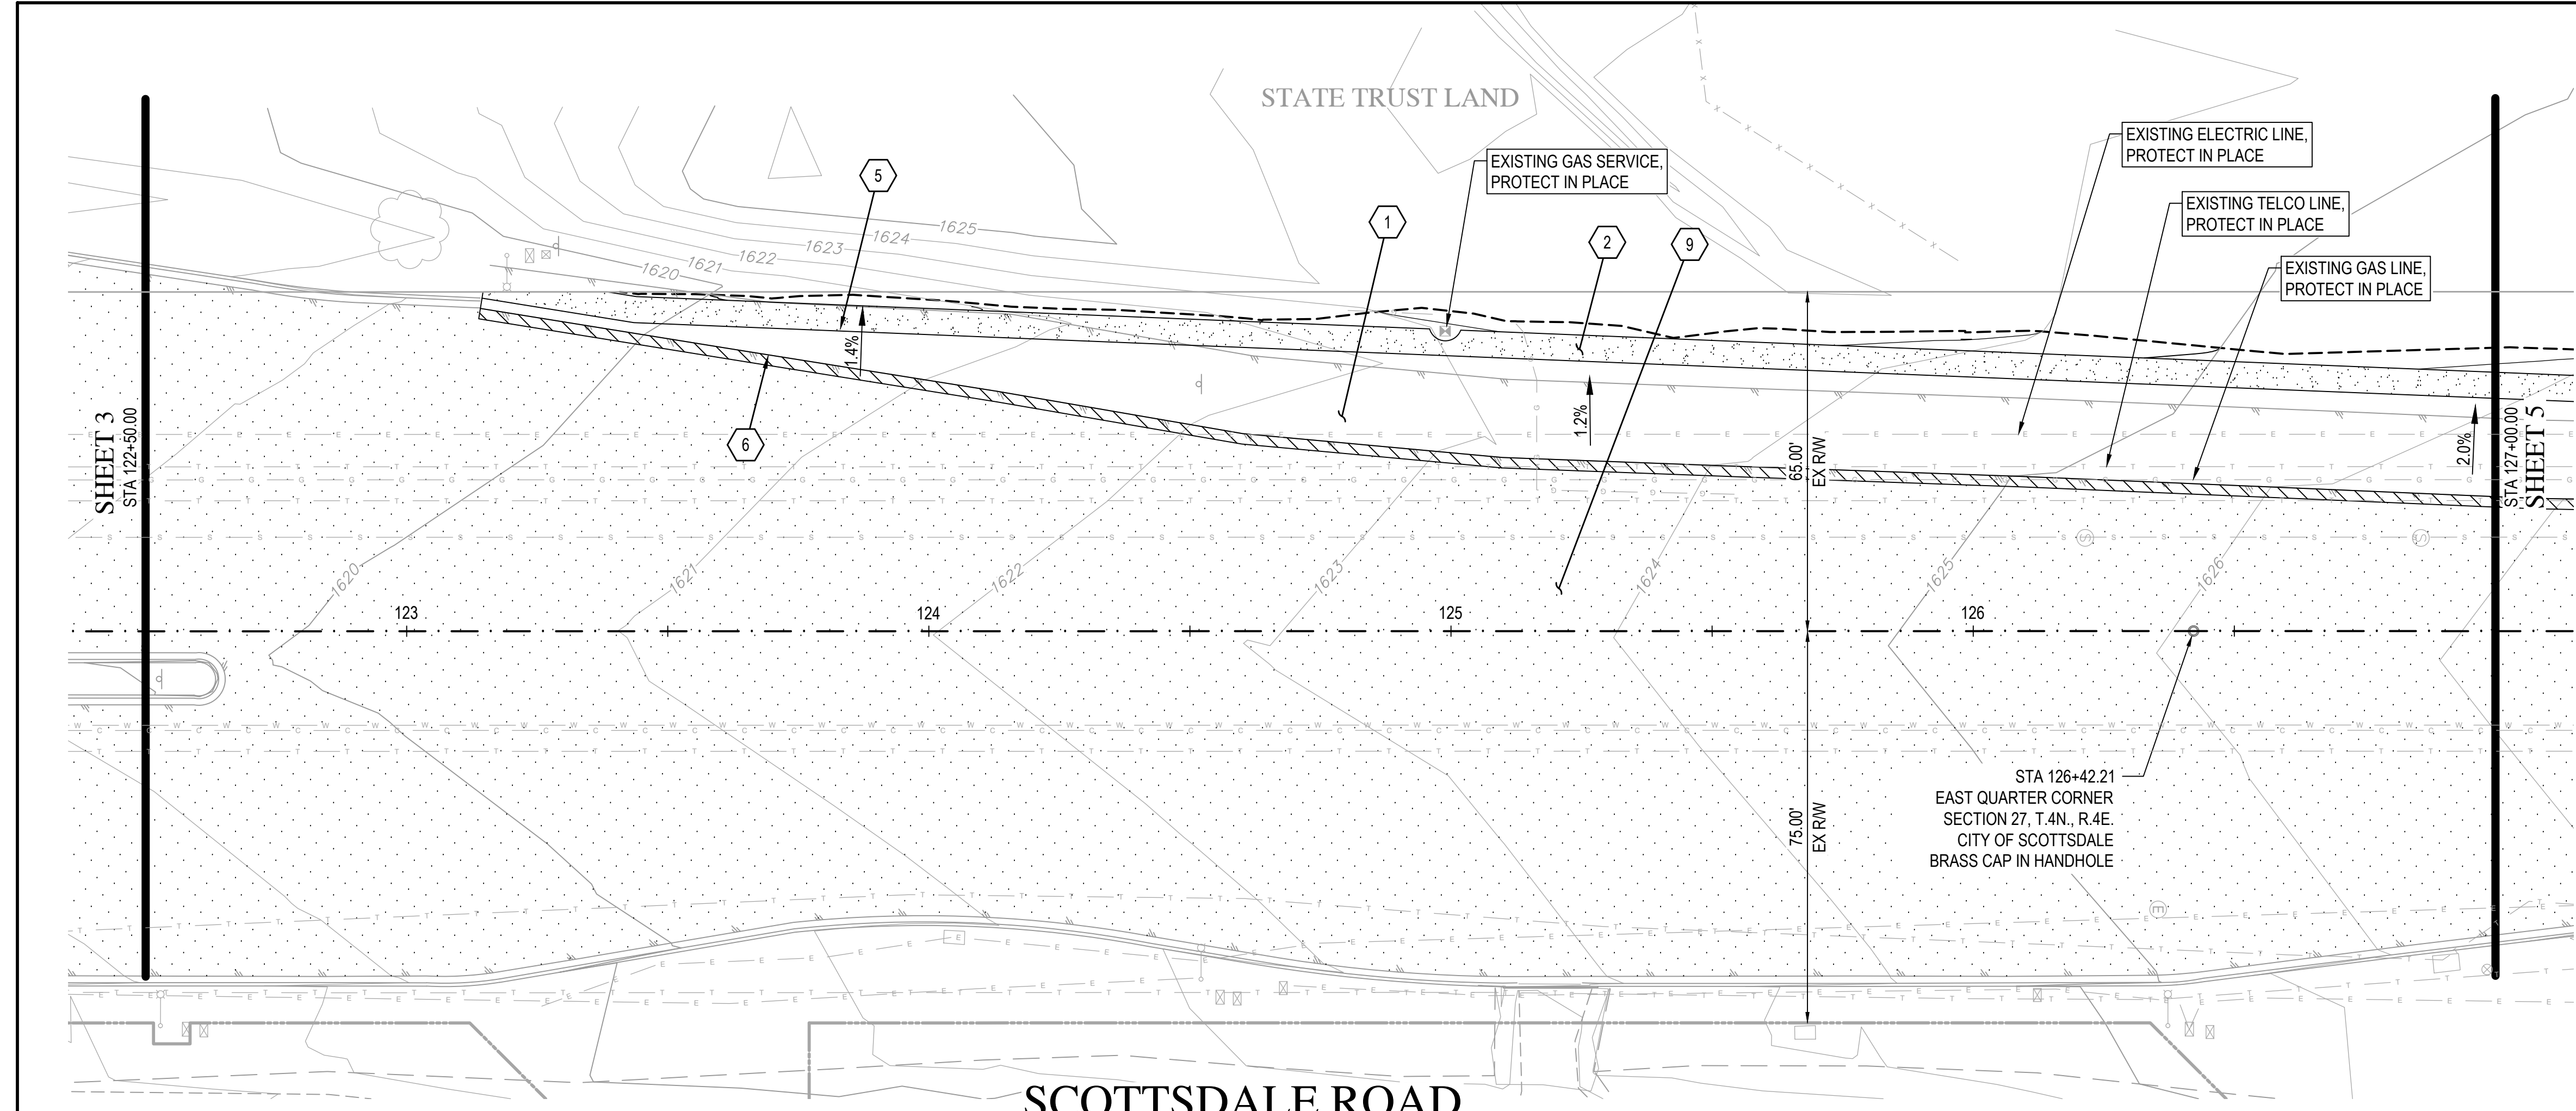 STATE TRUST LAND
EXISTING ELECTRIC LINE,
PROTECT IN PLACE
EXISTING GAS SERVICE,
PROTECT IN PLACE
EXISTING TELCO LINE,
PROTECT IN PLACE
EXISTING GAS LINE,
PROTECT IN PLACE
5
1
2
9
6
1625
1624
1623
1622
1621
1620
1.4%
1.2%
2.0%
SHEET 3
STA 122+50.00
STA 127+00.00
SHEET 5
65.00'
EX R/W
75.00'
EX R/W
1620
1621
1622
1623
1624
1625
1626
123
124
125
126
STA 126+42.21
EAST QUARTER CORNER
SECTION 27, T.4N., R.4E.
CITY OF SCOTTSDALE
BRASS CAP IN HANDHOLE
SCOTTSDALE ROAD